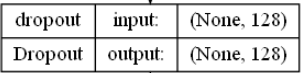 dropout input: (None, 128)
Dropout output: (None, 128)